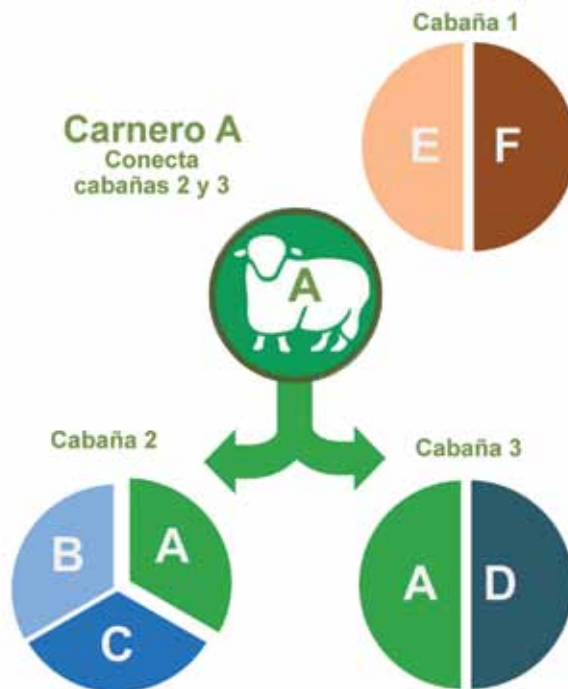 Cabaña 1
E F
Carnero A
Conecta
cabañas 2 y 3
A
Cabaña 2
B A
C
Cabaña 3
A D